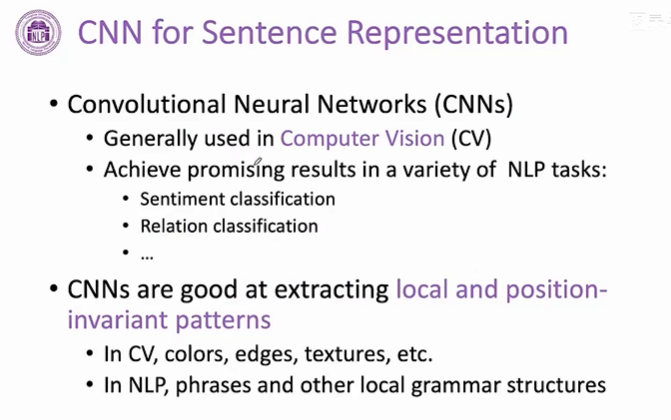 NLP
CNN for Sentence Representation
• Convolutional Neural Networks (CNNs)
• Generally used in Computer Vision (CV)
• Achieve promising results in a variety of NLP tasks:
• Sentiment classification
• Relation classification
• ...
• CNNs are good at extracting local and position-
invariant patterns
• In CV, colors, edges, textures, etc.
• In NLP, phrases and other local grammar structures